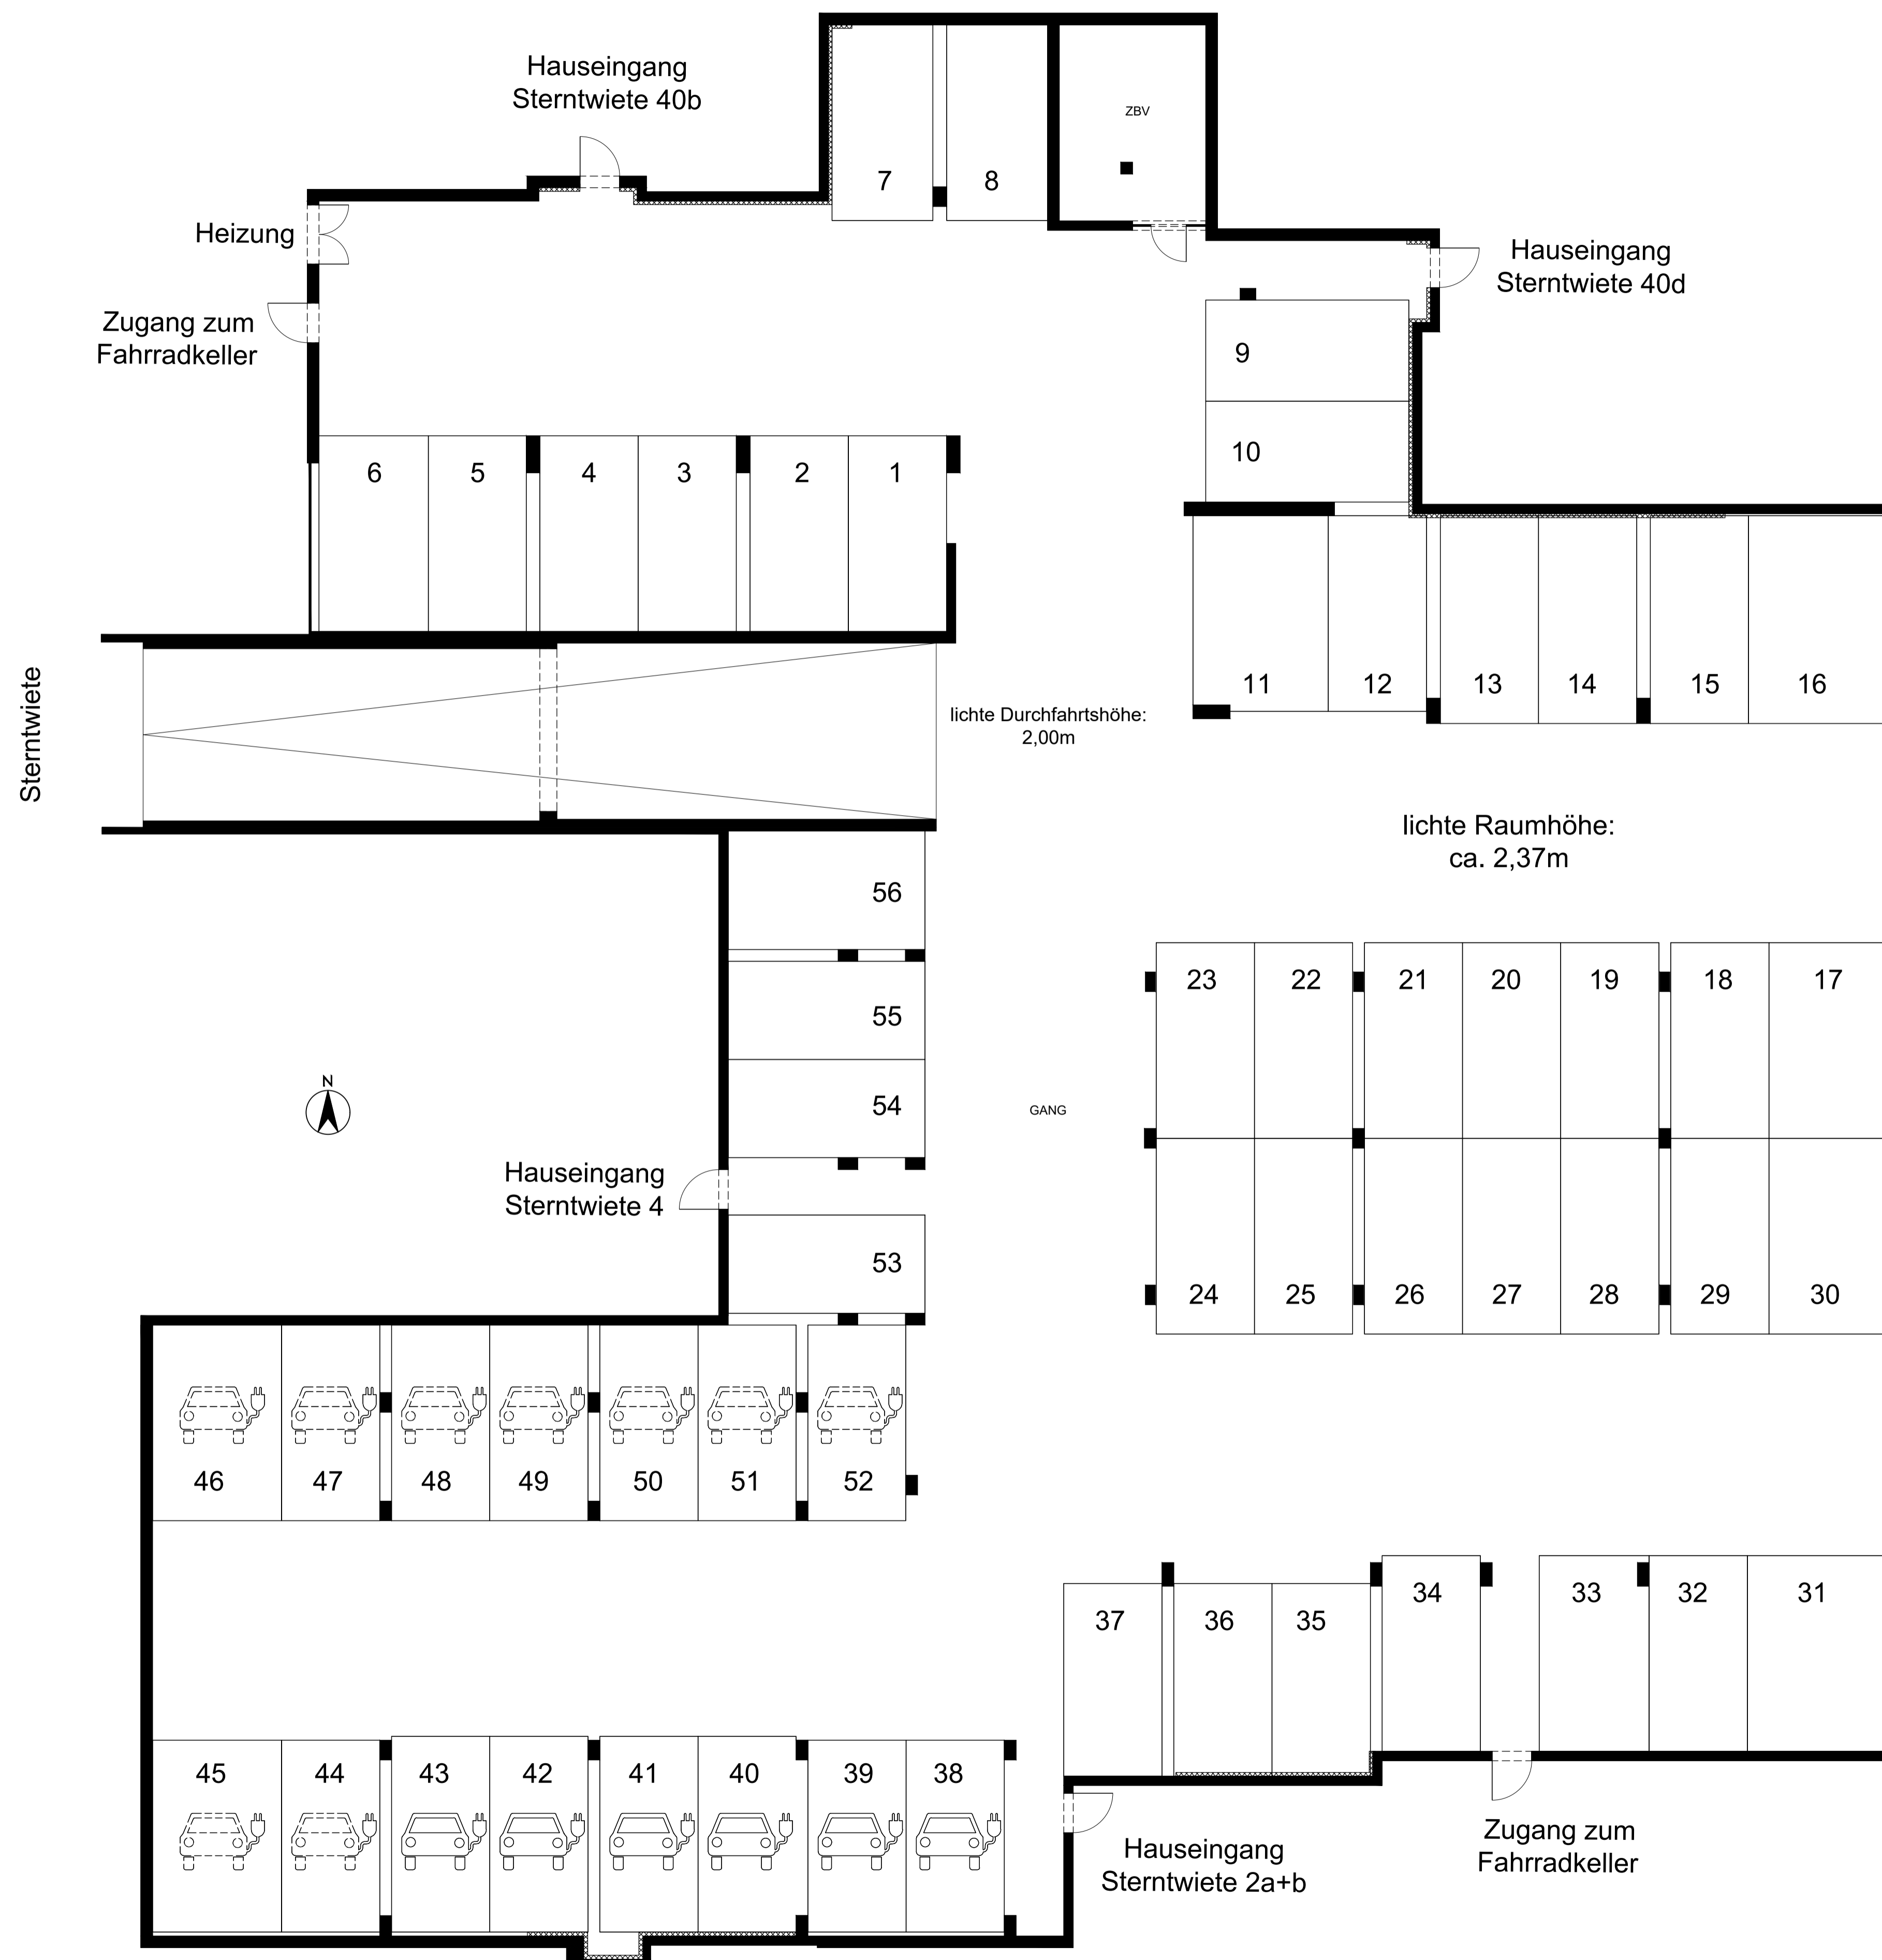 Hauseingang
Sterntwiete 40b
ZBV
7
8
Heizung
Hauseingang
Sterntwiete 40d
Zugang zum
Fahrradkeller
9
10
6 5 4 3 2 1
11 12 13 14 15 16
Sterntwiete
lichte Durchfahrtshöhe:
2,00m
lichte Raumhöhe:
ca. 2,37m
56
55
54
53
23 22 21 20 19 18 17
N
GANG
Hauseingang
Sterntwiete 4
24 25 26 27 28 29 30
46 47 48 49 50 51 52
37 36 35 34 33 32 31
45 44 43 42 41 40 39 38
Hauseingang
Sterntwiete 2a+b
Zugang zum
Fahrradkeller